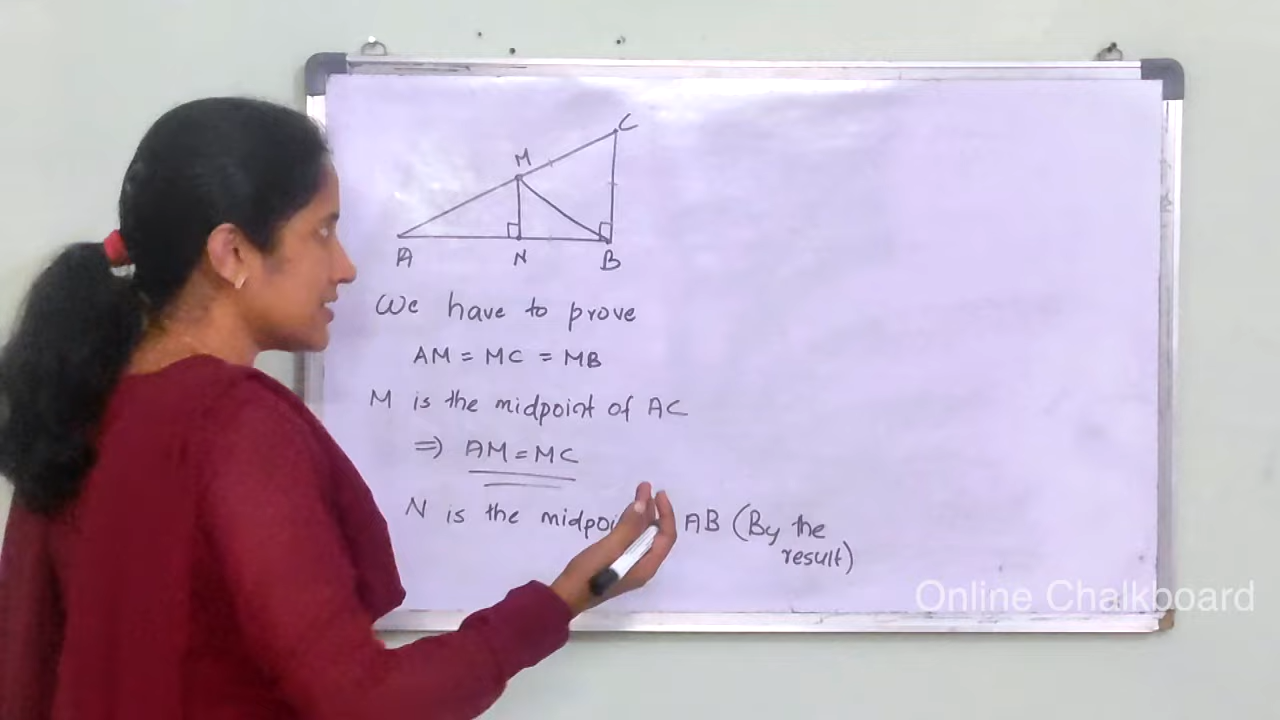 C
M
A N B
We have to prove
AM = MC = MB
M is the midpoint of AC
⇒ AM = MC
N is the AB (By the
result)
Online Chalkboard